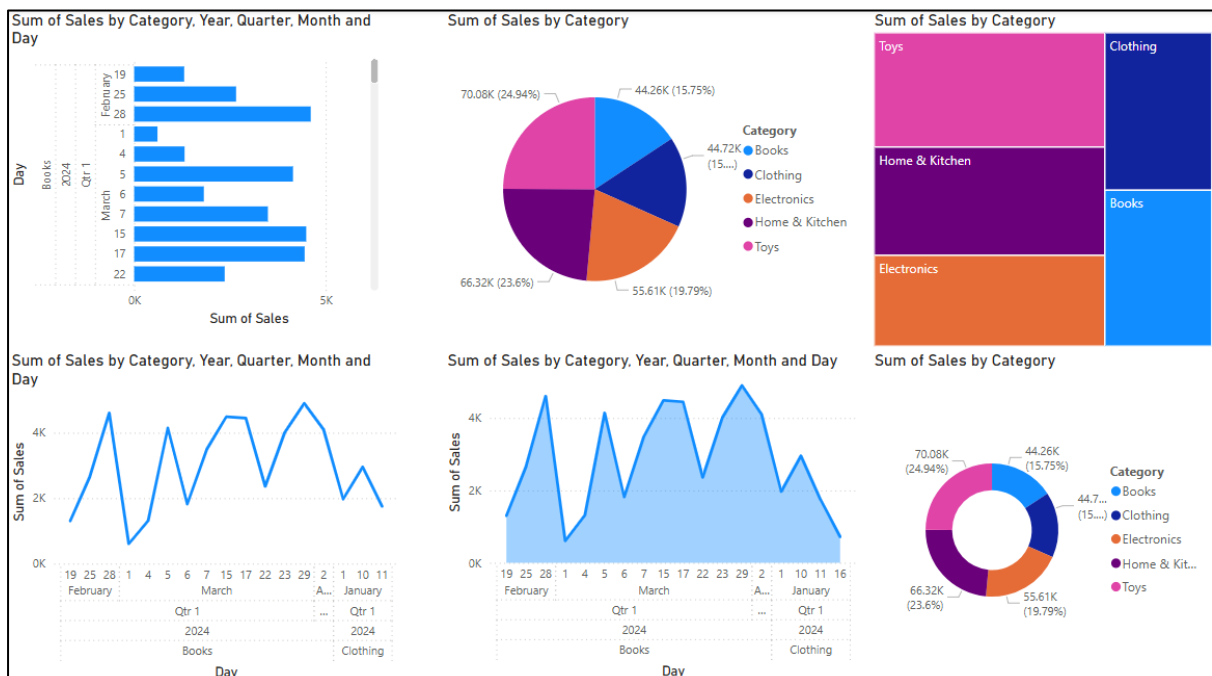 Sum of Sales by Category, Year, Quarter, Month and
Day
Day
Books
2024
Qtr 1
February
19
25
28
March
1
4
5
6
7
15
17
22
0K 5K
Sum of Sales
Sum of Sales by Category
70.08K (24.94%)
44.26K (15.75%)
44.72K
(15....)
66.32K (23.6%)
55.61K (19.79%)
Category
Books
Clothing
Electronics
Home & Kitchen
Toys
Sum of Sales by Category
Toys
Clothing
Home & Kitchen
Books
Electronics
Sum of Sales by Category, Year, Quarter, Month and
Day
Sum of Sales
4K
2K
0K
19 25 28 1 4 5 6 7 15 17 22 23 29 2 1 10 11
February March A... January
Qtr 1 ... Qtr 1
2024 2024
Books Clothing
Day
Sum of Sales by Category, Year, Quarter, Month and Day
Sum of Sales
4K
2K
0K
19 25 28 1 4 5 6 7 15 17 22 23 29 2 1 10 11 16
February March A... January
Qtr 1 ... Qtr 1
2024 2024
Books Clothing
Day
Sum of Sales by Category
70.08K
(24.94%)
44.26K
(15.75%)
44.7...
(15....)
66.32K
(23.6%)
55.61K
(19.79%)
Category
Books
Clothing
Electronics
Home & Kit...
Toys